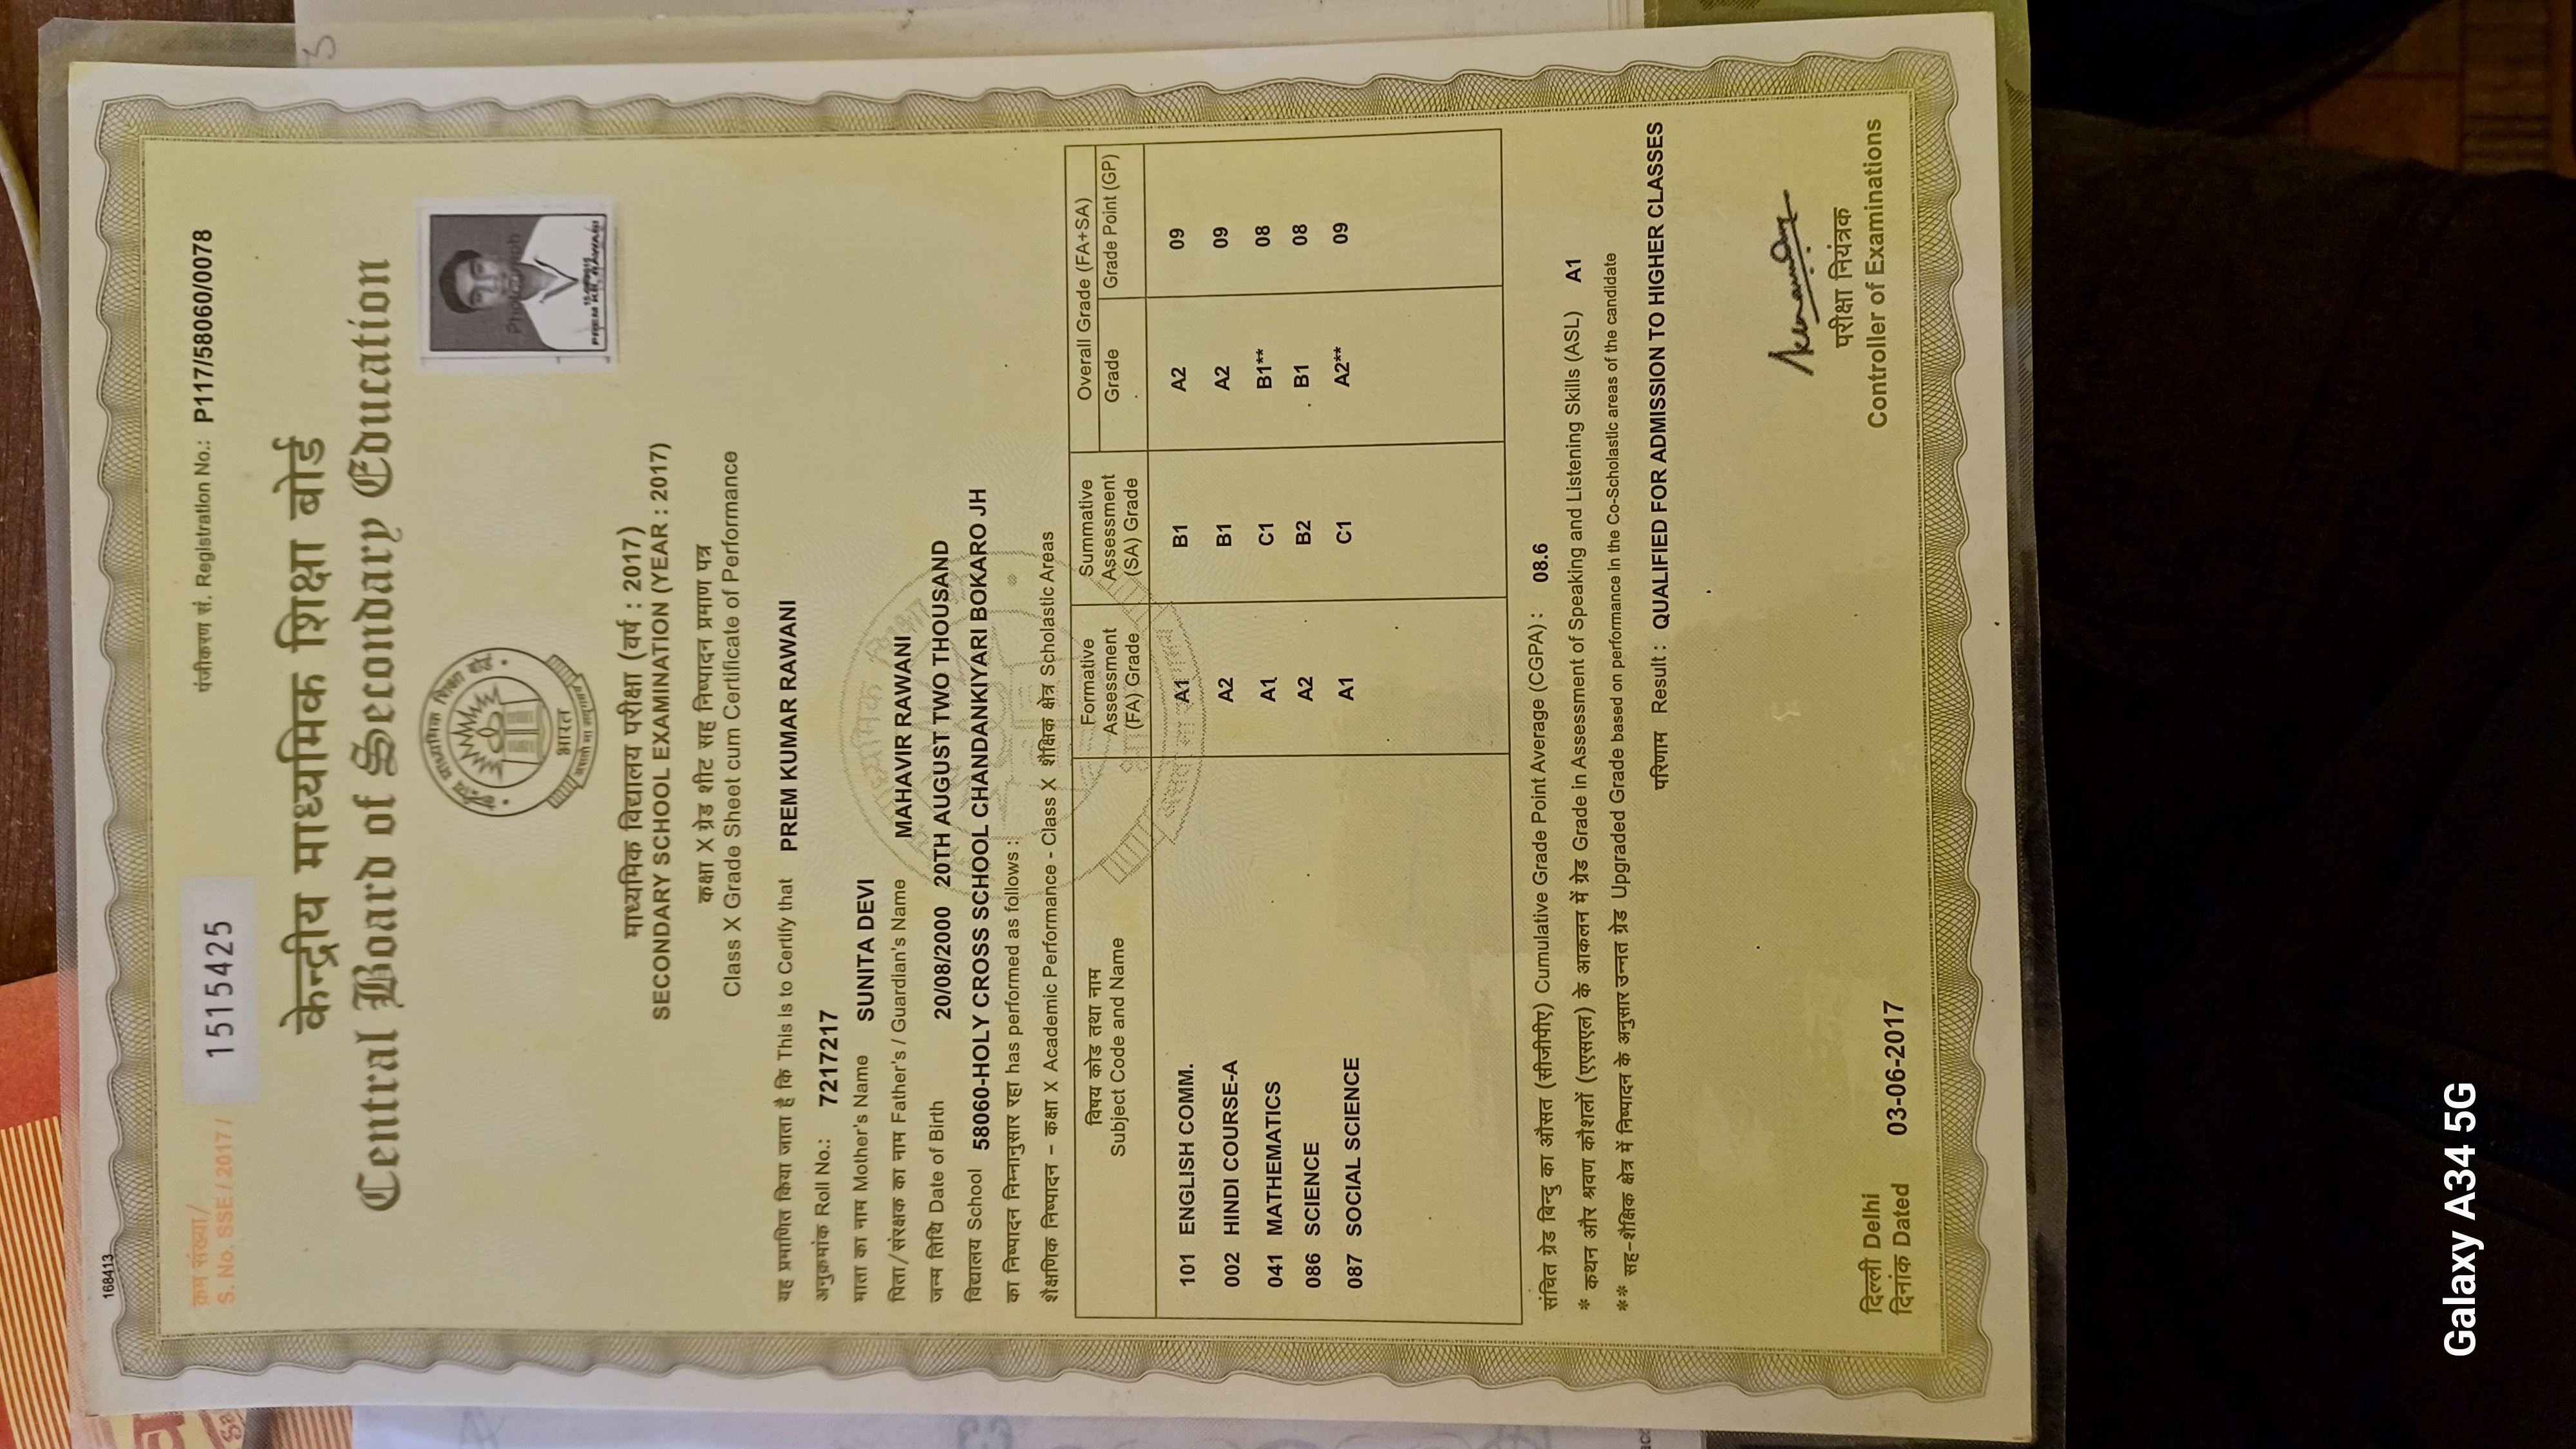 168413
क्रम संख्या/
S. No. SSE / 2017 / 1515425
पंजीकरण सं. Registration No.: P117/58060/0078
केन्द्रीय माध्यमिक शिक्षा बोर्ड
Central Board of Secondary Education
केन्द्रीय माध्यमिक शिक्षा बोर्ड
भारत
PREM KR. RAWANI
माध्यमिक विद्यालय परीक्षा (वर्ष : 2017)
SECONDARY SCHOOL EXAMINATION (YEAR : 2017)
कक्षा X ग्रेड शीट सह निष्पादन प्रमाण पत्र
Class X Grade Sheet cum Certificate of Performance
यह प्रमाणित किया जाता है कि This is to Certify that PREM KUMAR RAWANI
अनुक्रमांक Roll No.: 7217217
माता का नाम Mother's Name SUNITA DEVI
पिता/संरक्षक का नाम Father's / Guardian's Name MAHAVIR RAWANI
जन्म तिथि Date of Birth 20/08/2000 20TH AUGUST TWO THOUSAND
विद्यालय School 58060-HOLY CROSS SCHOOL CHANDANKIYARI BOKARO JH
का निष्पादन निम्नानुसार रहा has performed as follows :
शैक्षणिक निष्पादन – कक्षा X Academic Performance - Class X शैक्षिक क्षेत्र Scholastic Areas
विषय कोड तथा नाम
Subject Code and Name
Formative Assessment (FA) Grade
Summative Assessment (SA) Grade
Overall Grade (FA+SA)
Grade Grade Point (GP)
101 ENGLISH COMM. A1 B1 A2 09
002 HINDI COURSE-A A2 B1 A2 09
041 MATHEMATICS A1 C1 B1** 08
086 SCIENCE A2 B2 B1 08
087 SOCIAL SCIENCE A1 C1 A2** 09
संचित ग्रेड बिन्दु का औसत (सीजीपीए) Cumulative Grade Point Average (CGPA) : 08.6
* कथन और श्रवण कौशलों (एएसएल) के आकलन में ग्रेड Grade in Assessment of Speaking and Listening Skills (ASL) A1
** सह-शैक्षिक क्षेत्र में निष्पादन के अनुसार उन्नत ग्रेड Upgraded Grade based on performance in the Co-Scholastic areas of the candidate
परिणाम Result : QUALIFIED FOR ADMISSION TO HIGHER CLASSES
दिल्ली Delhi
दिनांक Dated 03-06-2017
परीक्षा नियंत्रक
Controller of Examinations
Galaxy A34 5G